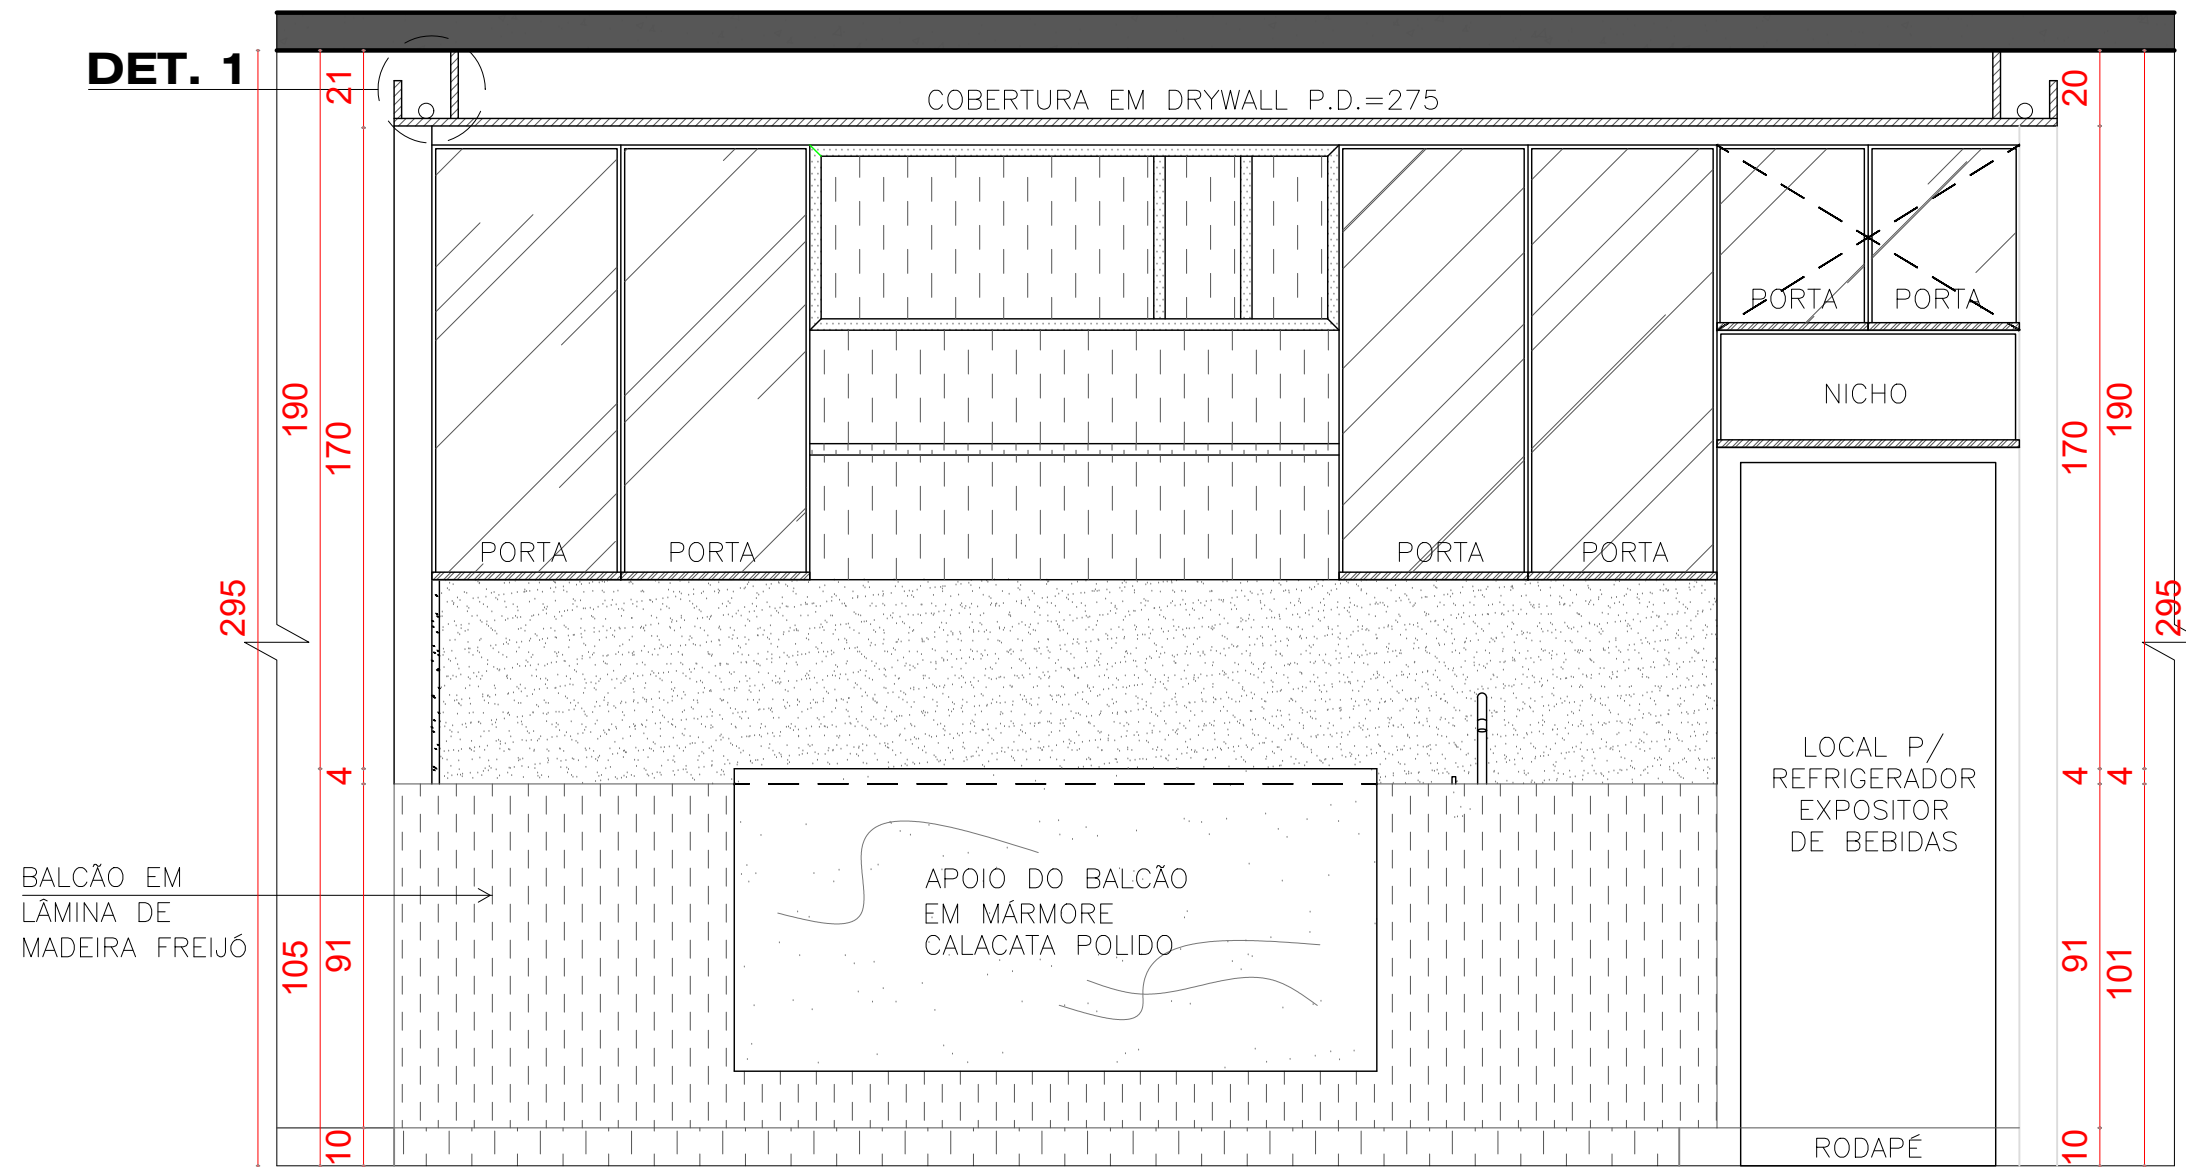 DET. 1
21
20
COBERTURA EM DRYWALL P.D.=275
PORTA PORTA
NICHO
190
170
170
190
PORTA PORTA PORTA PORTA
295
295
LOCAL P/
REFRIGERADOR
EXPOSITOR
DE BEBIDAS
4
4
4
BALCÃO EM
LÂMINA DE
MADEIRA FREIJÓ
APOIO DO BALCÃO
EM MÁRMORE
CALACATA POLIDO
105
91
91
101
10
RODAPÉ
10